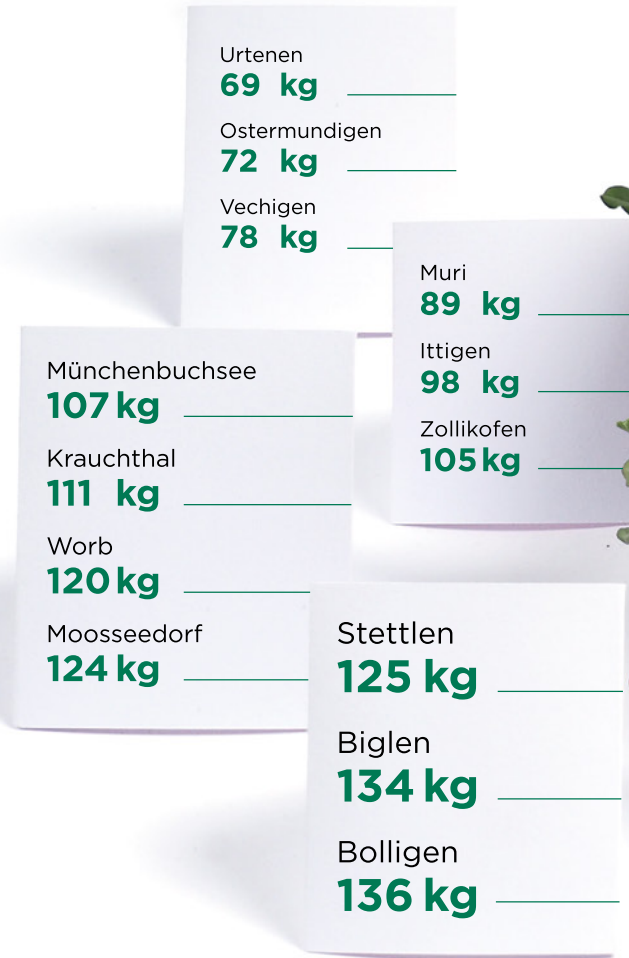 Urtenen
69 kg
Ostermundigen
72 kg
Vechigen
78 kg
Muri
89 kg
Ittigen
98 kg
Zollikofen
105 kg
Münchenbuchsee
107 kg
Krauchthal
111 kg
Worb
120 kg
Moosseedorf
124 kg
Stettlen
125 kg
Biglen
134 kg
Bolligen
136 kg